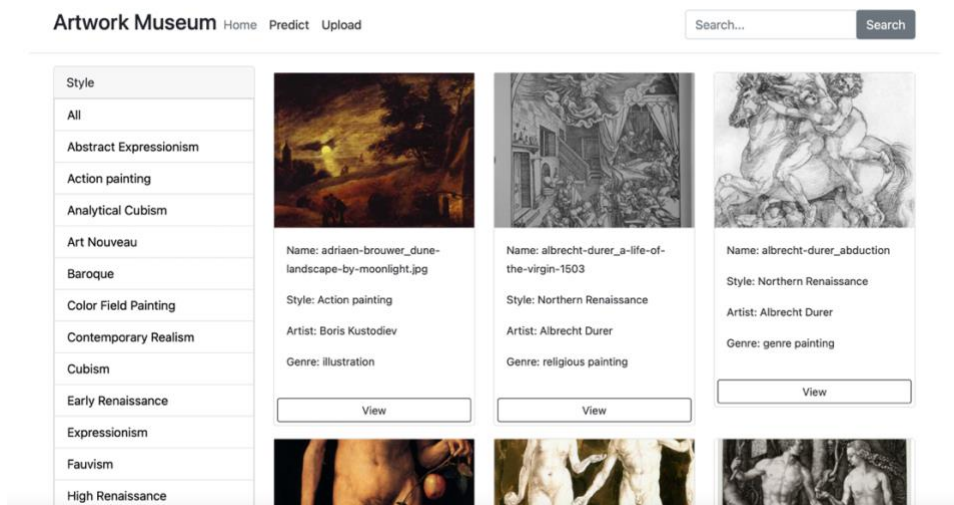 Artwork Museum Home Predict Upload
Search...
Search
Style
All
Abstract Expressionism
Action painting
Analytical Cubism
Art Nouveau
Baroque
Color Field Painting
Contemporary Realism
Cubism
Early Renaissance
Expressionism
Fauvism
High Renaissance
Name: adriaen-brouwer_dune-
landscape-by-moonlight.jpg
Style: Action painting
Artist: Boris Kustodiev
Genre: illustration
View
Name: albrecht-durer_a-life-of-
the-virgin-1503
Style: Northern Renaissance
Artist: Albrecht Durer
Genre: religious painting
View
Name: albrecht-durer_abduction
Style: Northern Renaissance
Artist: Albrecht Durer
Genre: genre painting
View